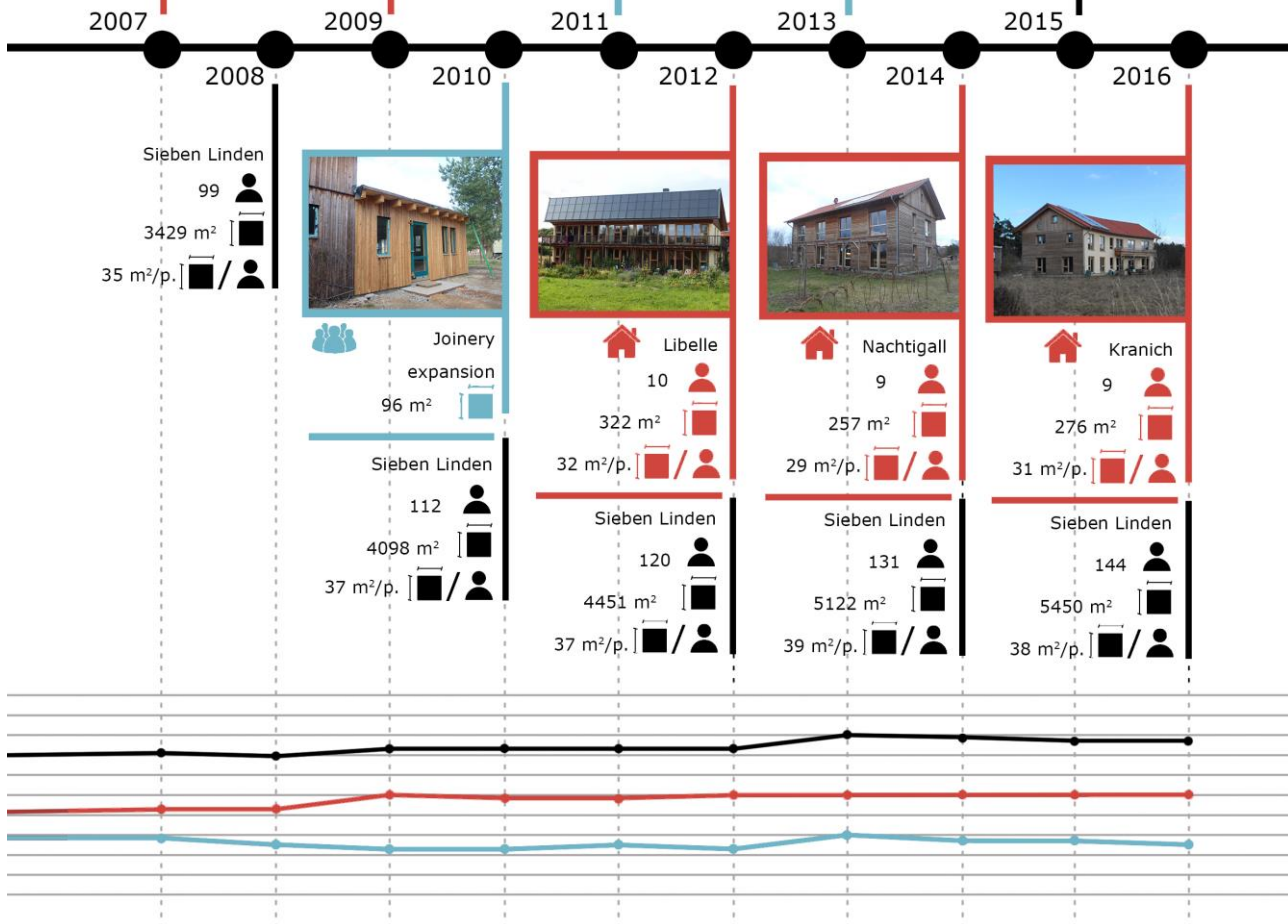 2007
2009
2011
2013
2015
2008
2010
2012
2014
2016
Sieben Linden
99
3429 m²
35 m²/p. /
Joinery
expansion
96 m²
Sieben Linden
112
4098 m²
37 m²/p. /
Libelle
10
322 m²
32 m²/p. /
Sieben Linden
120
4451 m²
37 m²/p. /
Nachtigall
9
257 m²
29 m²/p. /
Sieben Linden
131
5122 m²
39 m²/p. /
Kranich
9
276 m²
31 m²/p. /
Sieben Linden
144
5450 m²
38 m²/p. /